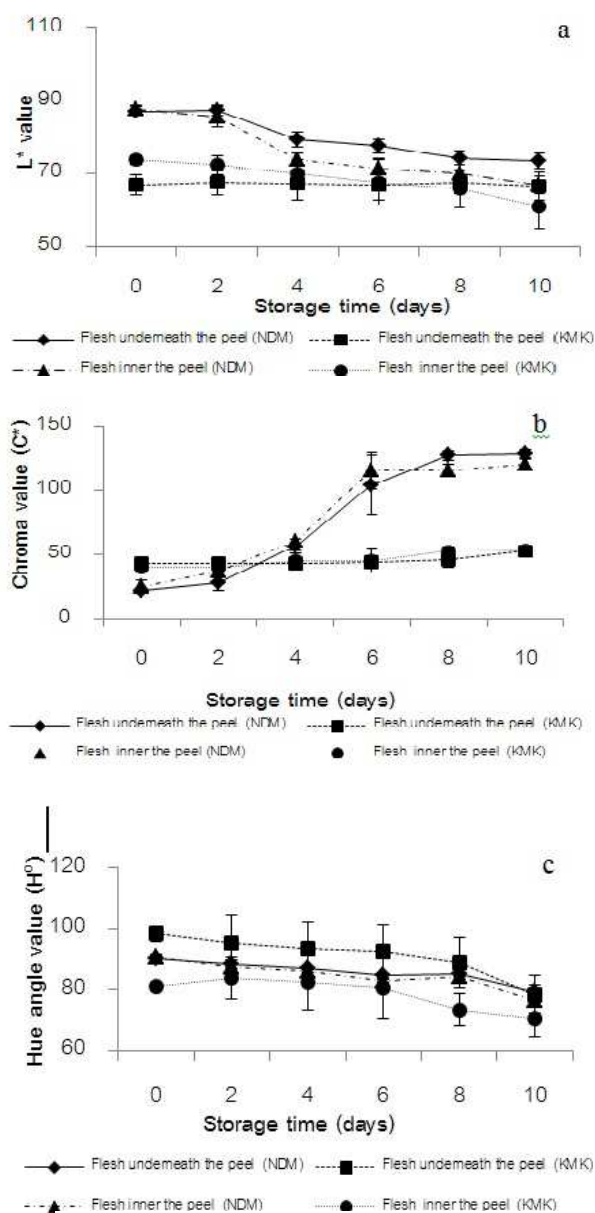 a
110
90
70
50
L* value
0 2 4 6 8 10
Storage time (days)
Flesh underneath the peel (NDM) Flesh underneath the peel (KMK)
Flesh inner the peel (NDM) Flesh inner the peel (KMK)
b
150
100
50
0
Chroma value (C*)
0 2 4 6 8 10
Storage time (days)
Flesh underneath the peel (NDM) Flesh underneath the peel (KMK)
Flesh inner the peel (NDM) Flesh inner the peel (KMK)
c
120
100
80
60
Hue angle value (H°)
0 2 4 6 8 10
Storage time (days)
Flesh underneath the peel (NDM) Flesh underneath the peel (KMK)
Flesh inner the peel (NDM) Flesh inner the peel (KMK)